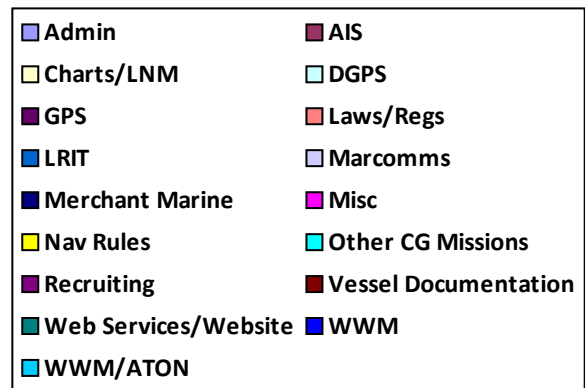 Admin AIS
Charts/LNM DGPS
GPS Laws/Regs
LRIT Marcomms
Merchant Marine Misc
Nav Rules Other CG Missions
Recruiting Vessel Documentation
Web Services/Website WWM
WWM/ATON